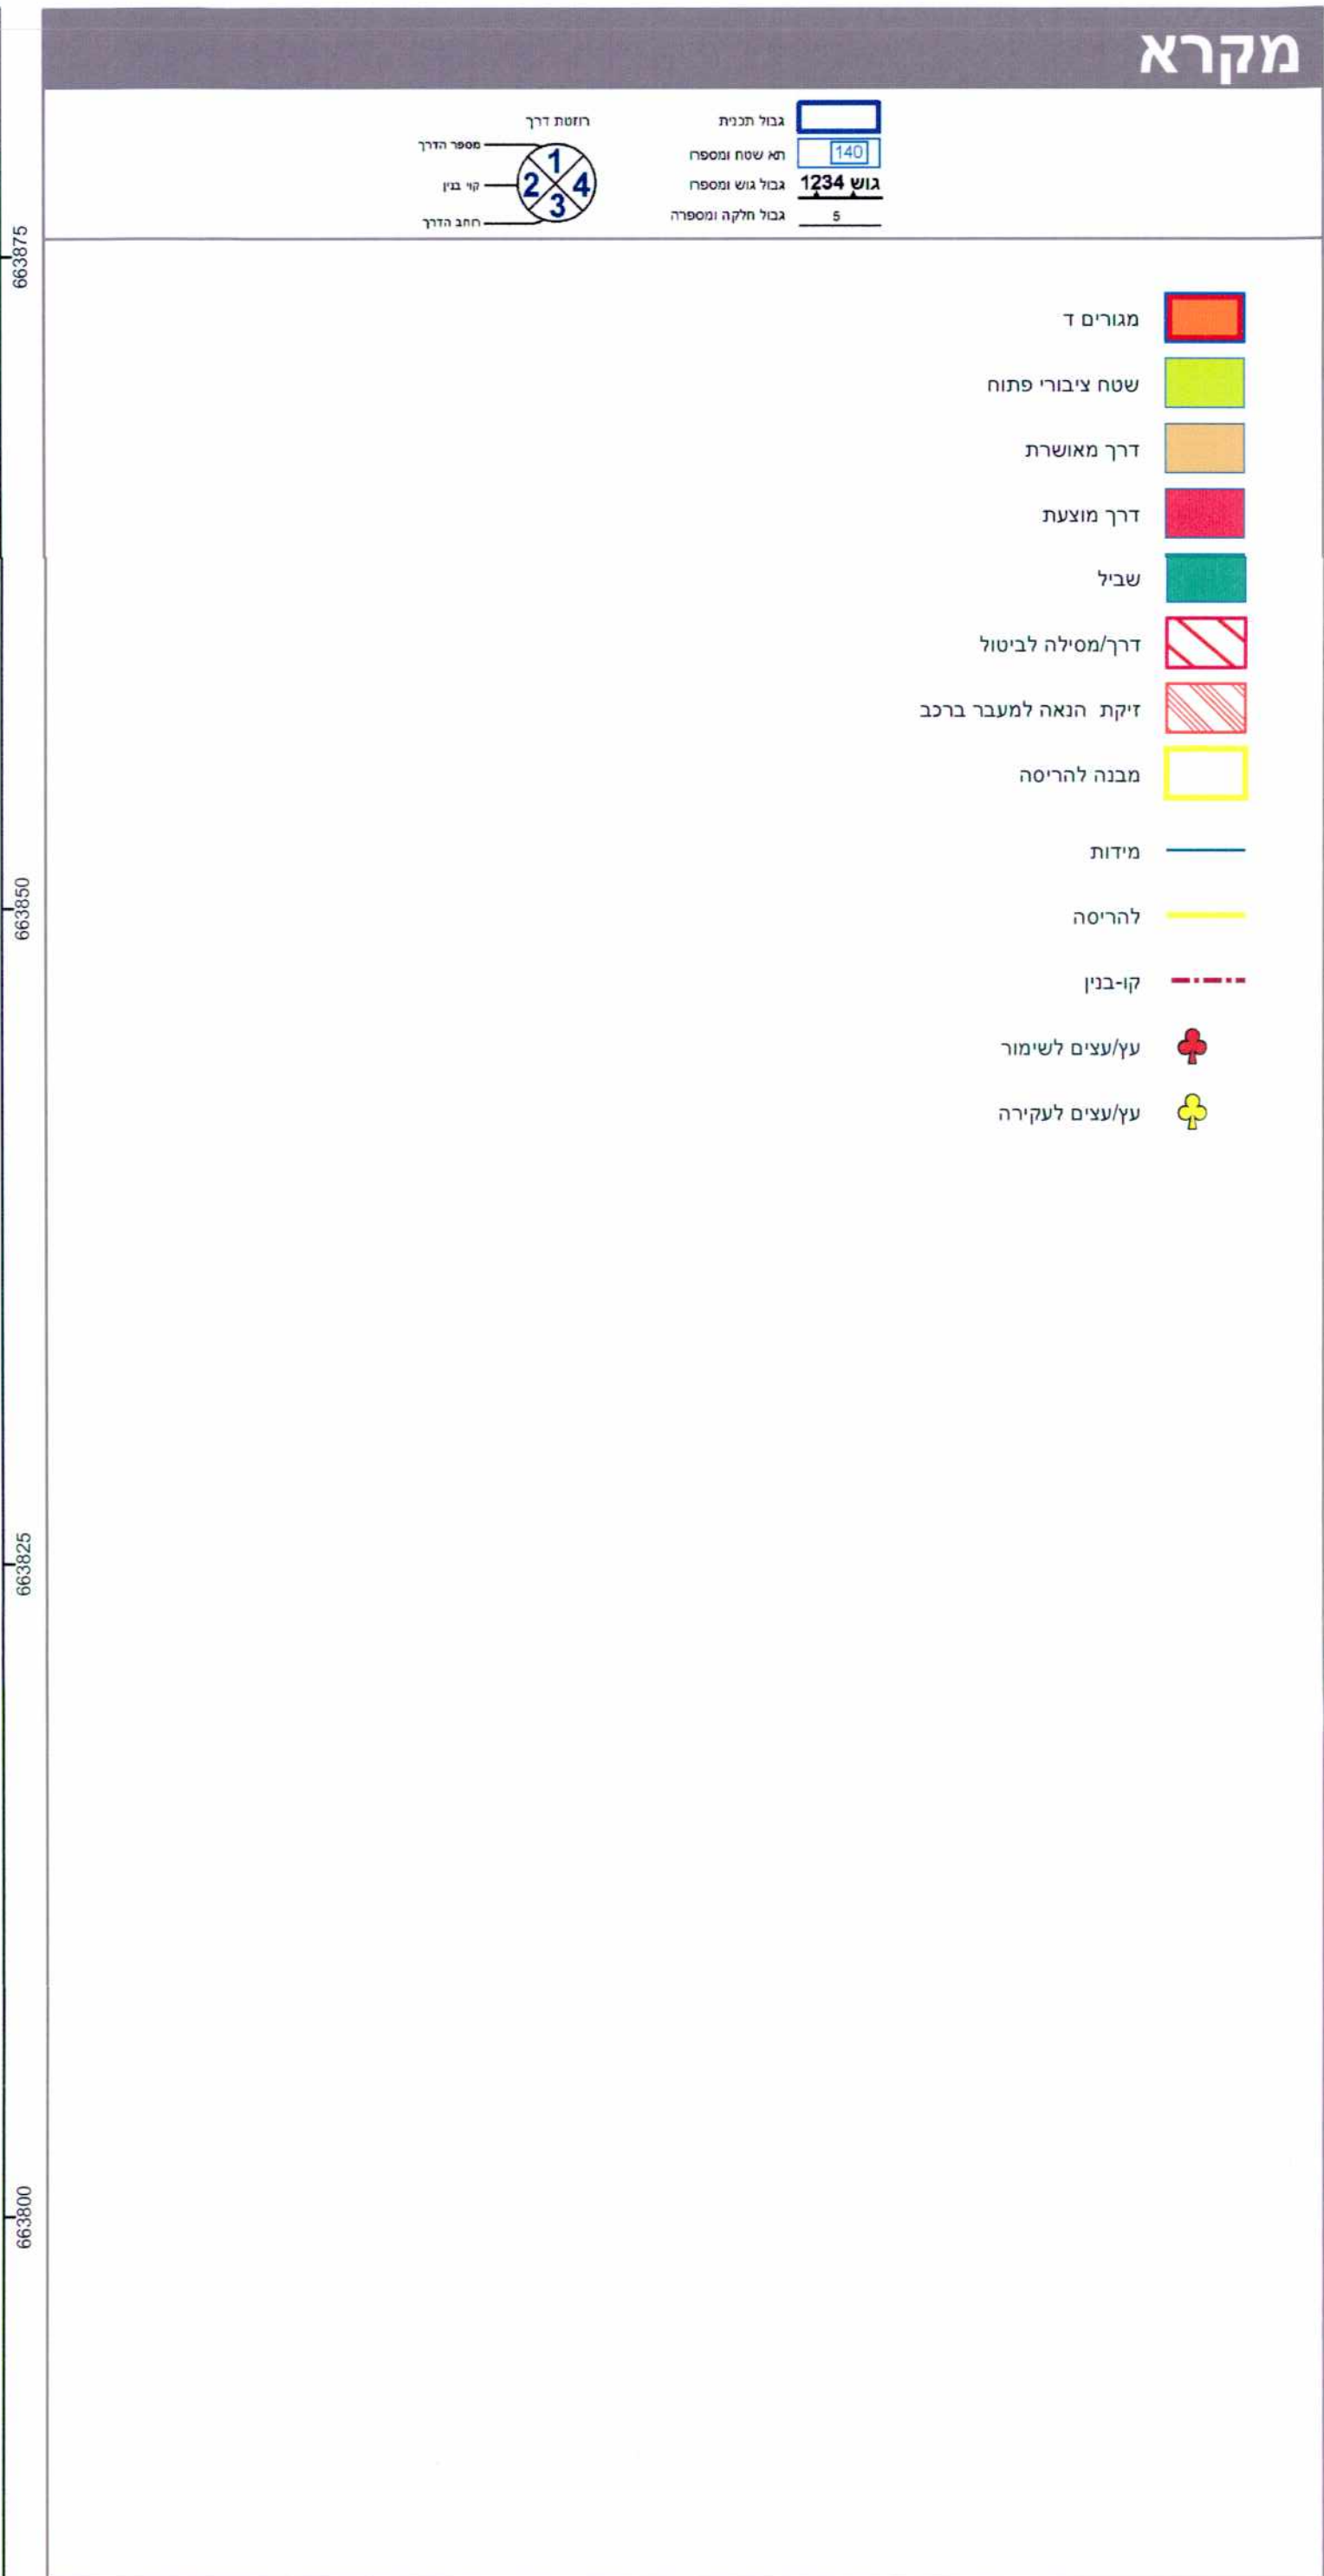 מקרא
גבול תכנית
140
תא שטח ומספרו
גוש 1234
גבול גוש ומספרו
5
גבול חלקה ומספרה
רוזטת דרך
מספר הדרך
קווי בנין
רוחב הדרך
1
2 4
3
מגורים ד
שטח ציבורי פתוח
דרך מאושרת
דרך מוצעת
שביל
דרך/מסילה לביטול
זיקת הנאה למעבר ברכב
מבנה להריסה
מידות
להריסה
קו-בנין
עץ/עצים לשימור
עץ/עצים לעקירה
663875
663850
663825
663800